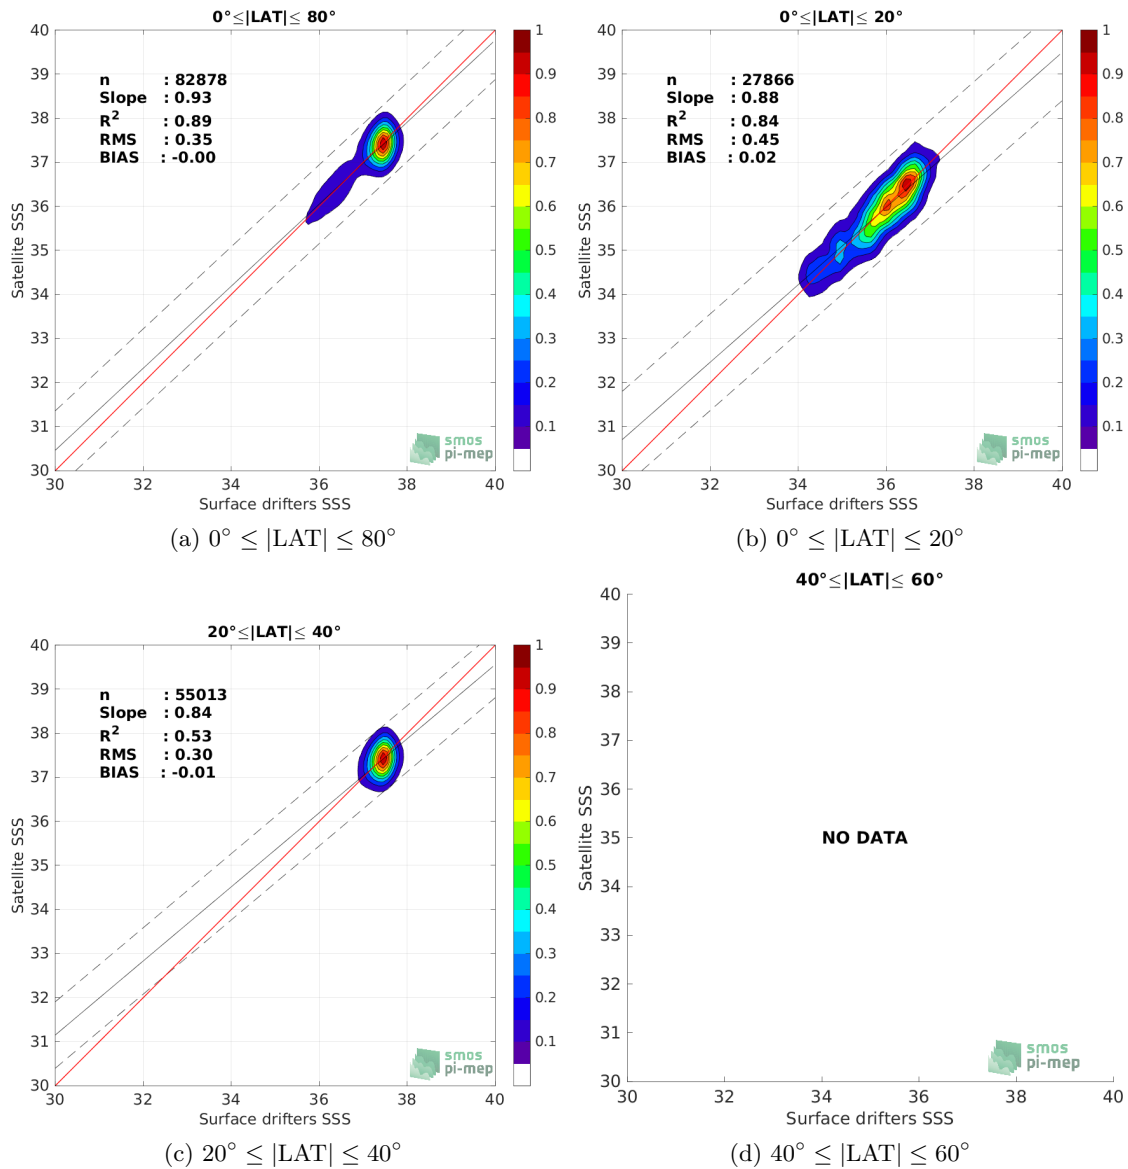 0°≤|LAT|≤ 80°
40
39
38
37
36
35
34
33
32
31
30
Satellite SSS
n : 82878
Slope : 0.93
R² : 0.89
RMS : 0.35
BIAS : -0.00
smos
pi-mep
30 32 34 36 38 40
Surface drifters SSS
1
0.9
0.8
0.7
0.6
0.5
0.4
0.3
0.2
0.1
(a) 0° ≤ |LAT| ≤ 80°
0°≤|LAT|≤ 20°
40
39
38
37
36
35
34
33
32
31
30
Satellite SSS
n : 27866
Slope : 0.88
R² : 0.84
RMS : 0.45
BIAS : 0.02
smos
pi-mep
30 32 34 36 38 40
Surface drifters SSS
1
0.9
0.8
0.7
0.6
0.5
0.4
0.3
0.2
0.1
(b) 0° ≤ |LAT| ≤ 20°
20°≤|LAT|≤ 40°
40
39
38
37
36
35
34
33
32
31
30
Satellite SSS
n : 55013
Slope : 0.84
R² : 0.53
RMS : 0.30
BIAS : -0.01
smos
pi-mep
30 32 34 36 38 40
Surface drifters SSS
1
0.9
0.8
0.7
0.6
0.5
0.4
0.3
0.2
0.1
(c) 20° ≤ |LAT| ≤ 40°
40°≤|LAT|≤ 60°
40
39
38
37
36
35
34
33
32
31
30
Satellite SSS
NO DATA
smos
pi-mep
30 32 34 36 38 40
Surface drifters SSS
(d) 40° ≤ |LAT| ≤ 60°